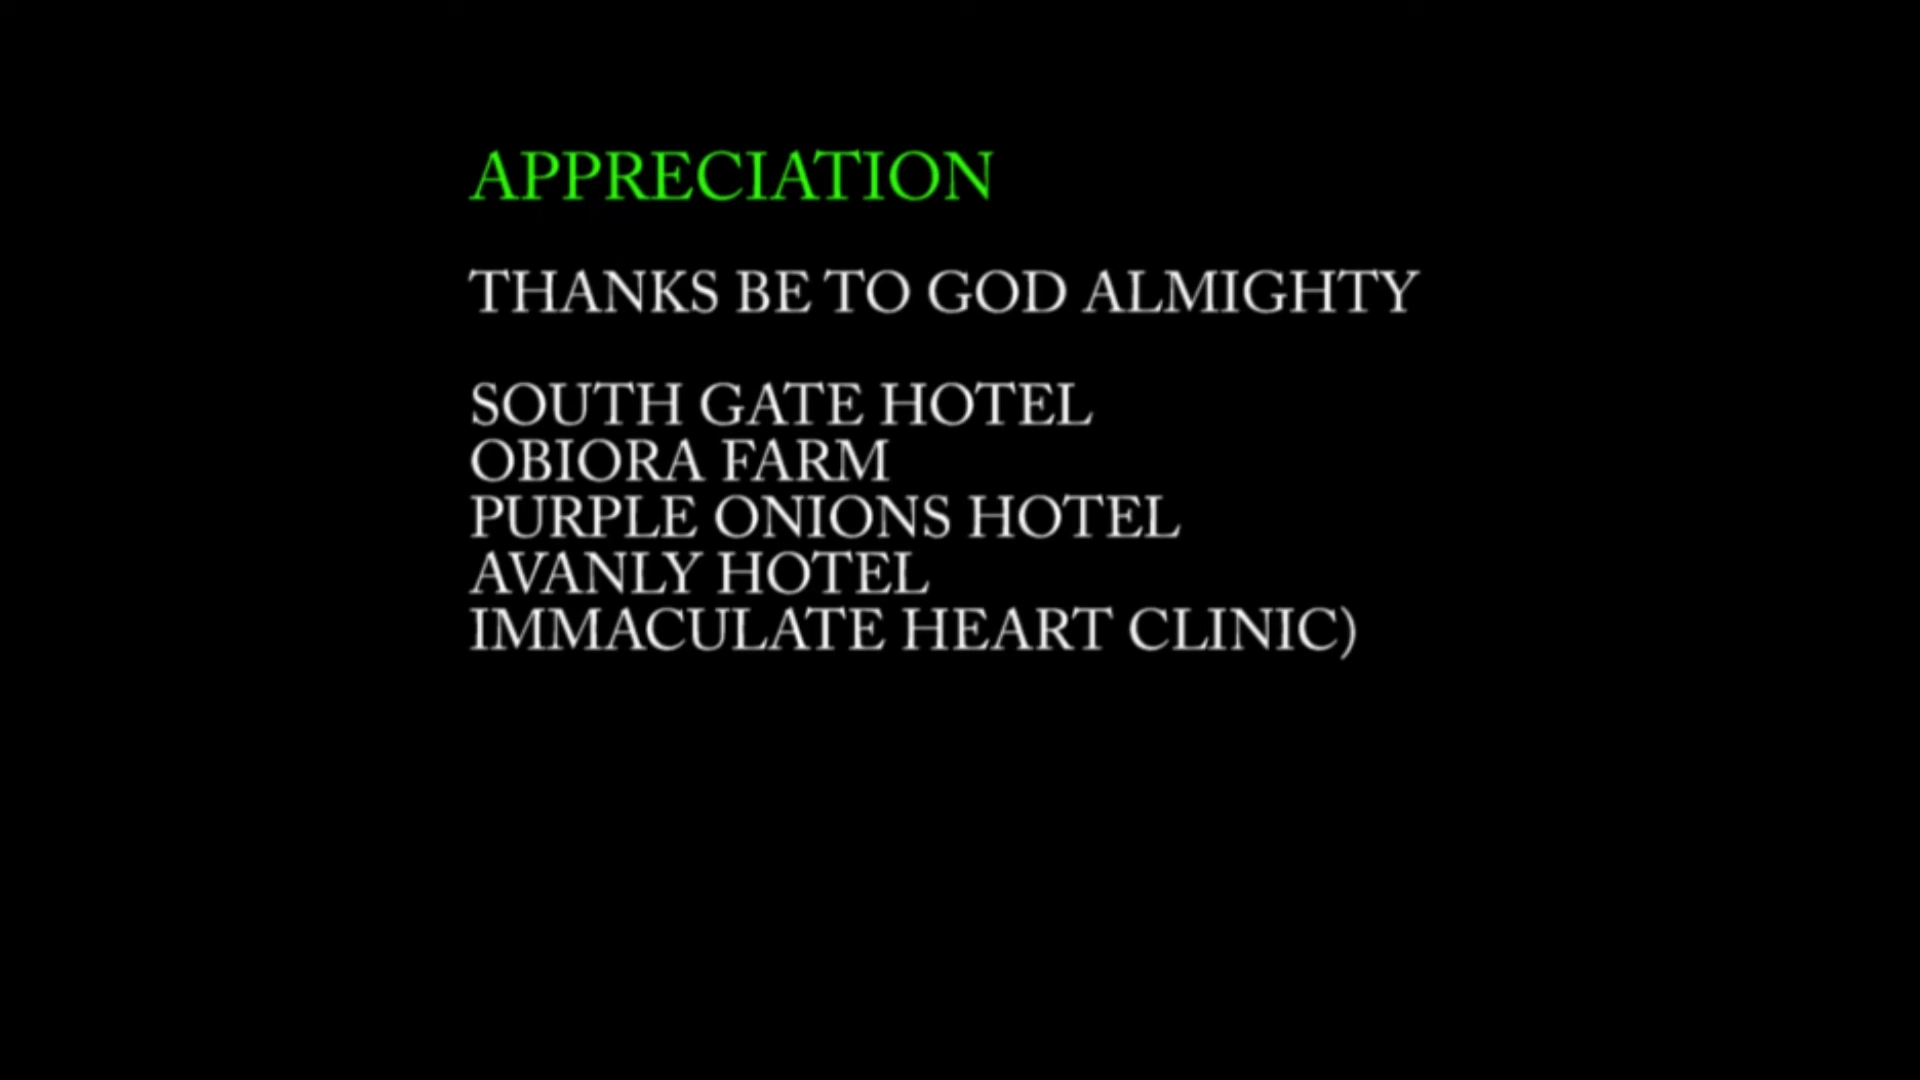 APPRECIATION
THANKS BE TO GOD ALMIGHTY
SOUTH GATE HOTEL
OBIORA FARM
PURPLE ONIONS HOTEL
AVANLY HOTEL
IMMACULATE HEART CLINIC)